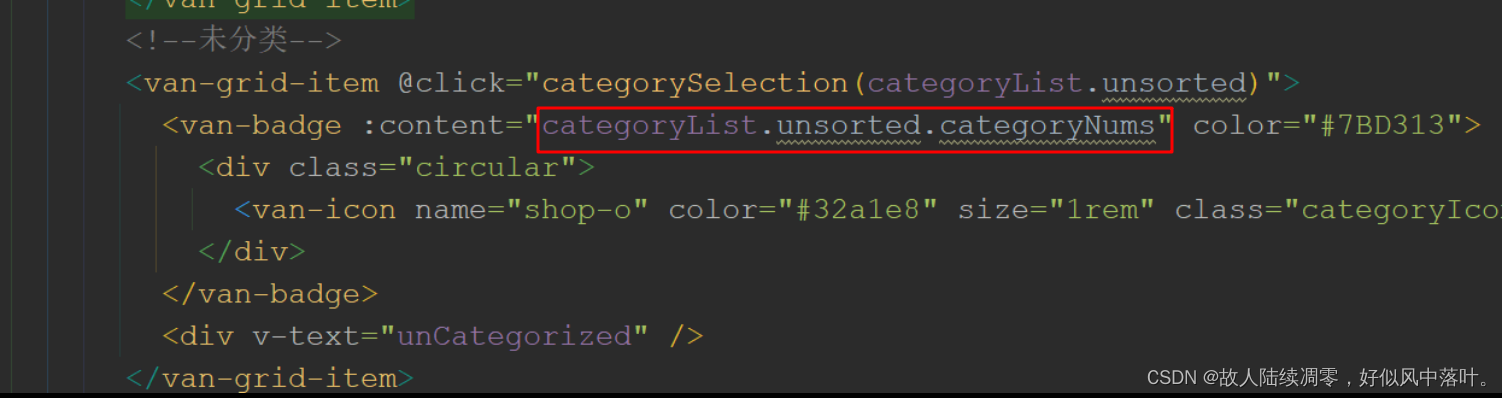 </van-grid-item>
<!--未分类-->
<van-grid-item @click="categorySelection(categoryList.unsorted)">
<van-badge :content="categoryList.unsorted.categoryNums" color="#7BD313">
<div class="circular">
<van-icon name="shop-o" color="#32a1e8" size="1rem" class="categoryIco
</div>
</van-badge>
<div v-text="unCategorized" />
</van-grid-item>
CSDN @故人陆续凋零，好似风中落叶。